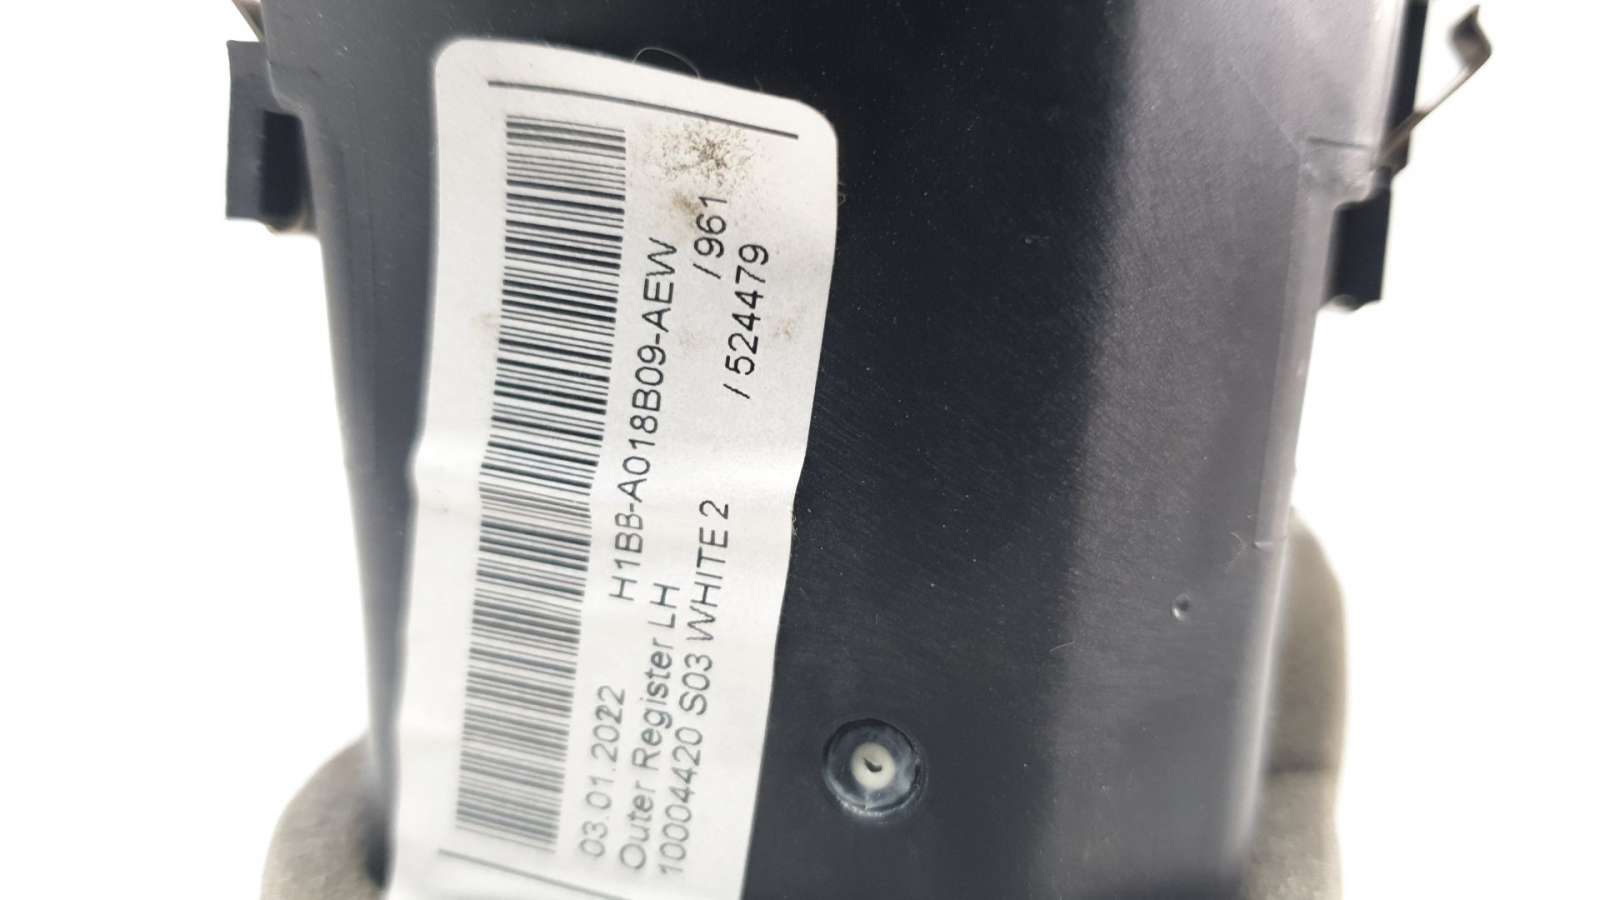 03.01.2022 H1BB-A018B09-AEW
Outer Register LH /961
10004420 S03 WHITE 2 / 524479